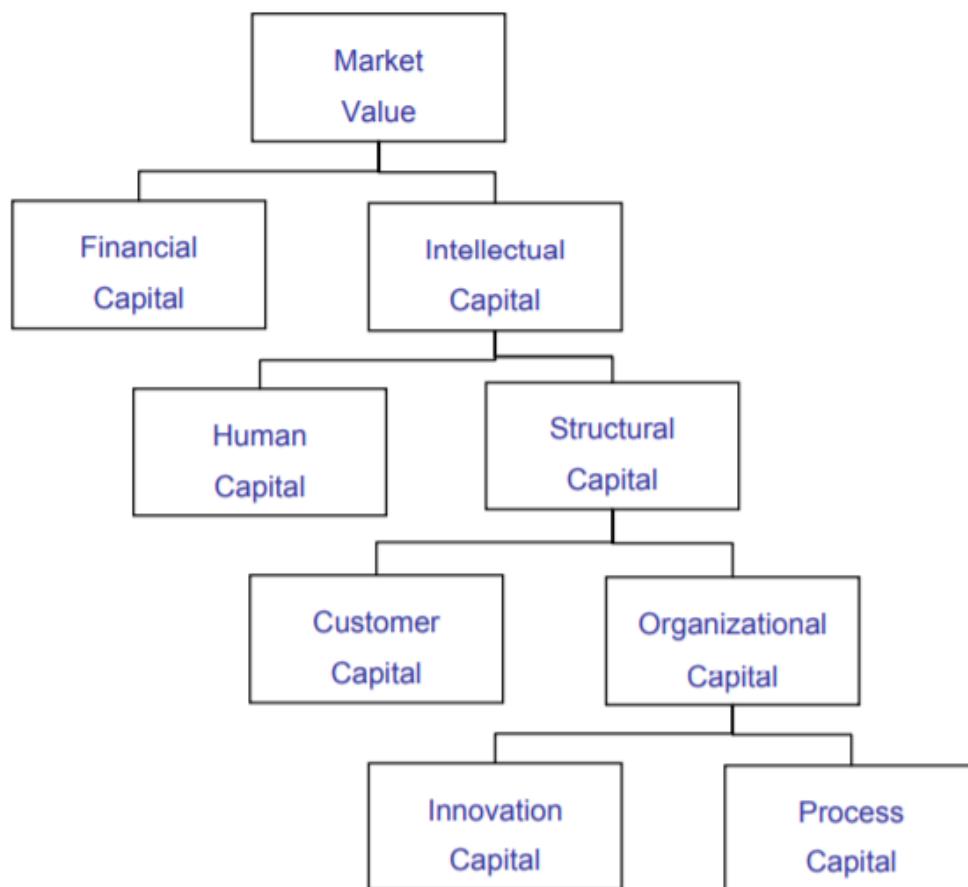 Market
Value
Financial
Capital
Intellectual
Capital
Human
Capital
Structural
Capital
Customer
Capital
Organizational
Capital
Innovation
Capital
Process
Capital